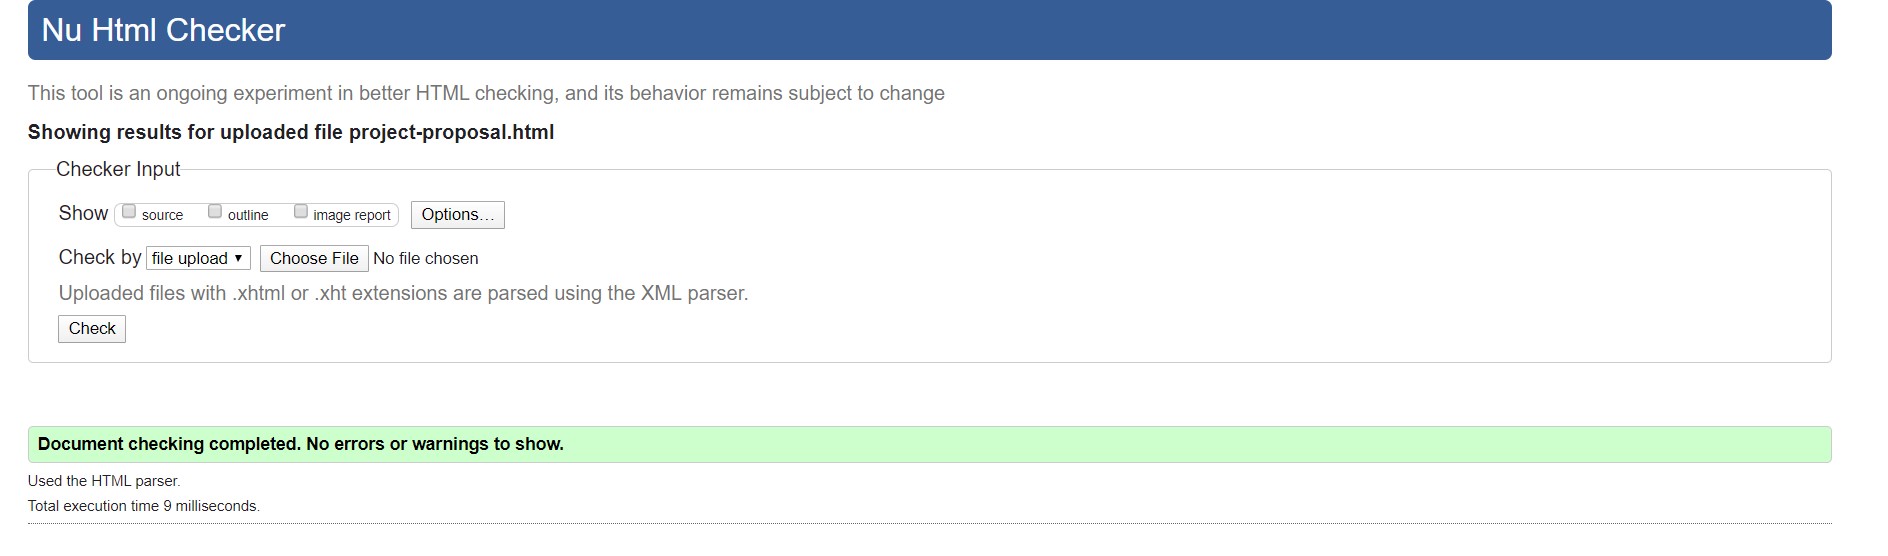 Nu Html Checker
This tool is an ongoing experiment in better HTML checking, and its behavior remains subject to change
Showing results for uploaded file project-proposal.html
Checker Input
Show source outline image report Options...
Check by file upload Choose File No file chosen
Uploaded files with .xhtml or .xht extensions are parsed using the XML parser.
Check
Document checking completed. No errors or warnings to show.
Used the HTML parser.
Total execution time 9 milliseconds.